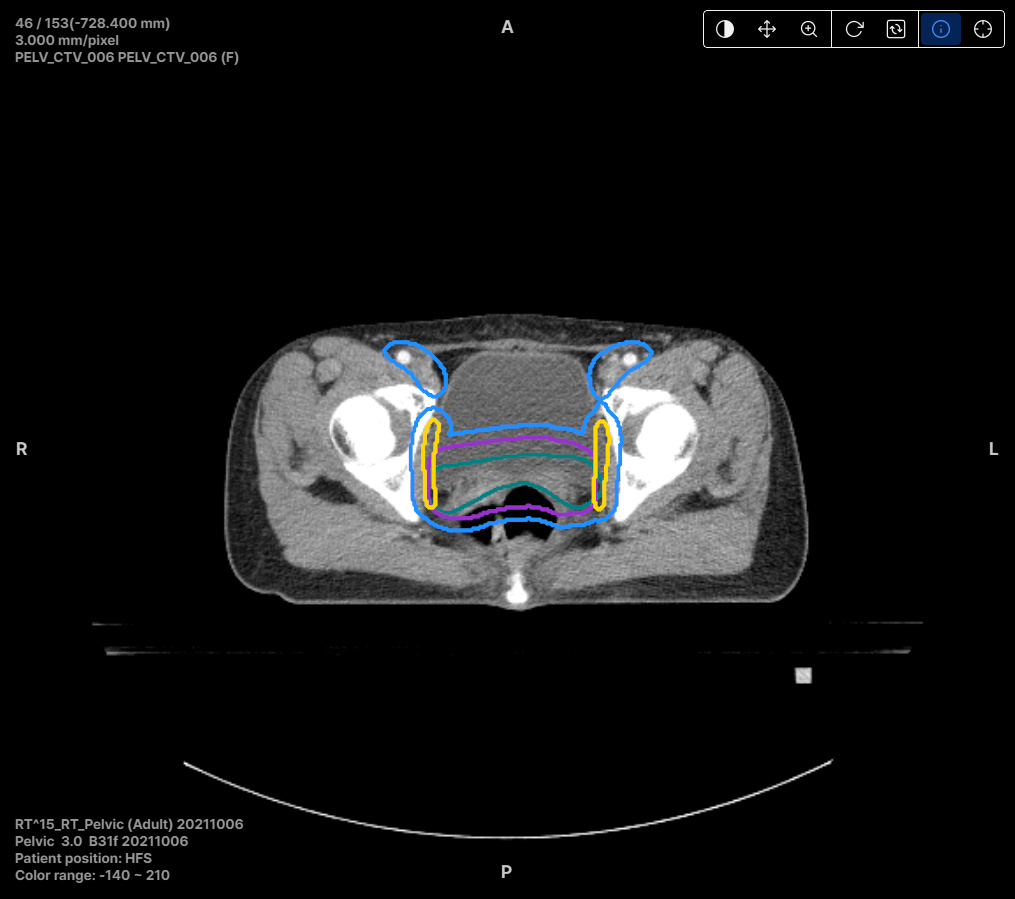 46 / 153(-728.400 mm)
3.000 mm/pixel
PELV_CTV_006 PELV_CTV_006 (F)
A
R
L
RT^15_RT_Pelvic (Adult) 20211006
Pelvic 3.0 B31f 20211006
Patient position: HFS
Color range: -140 ~ 210
P